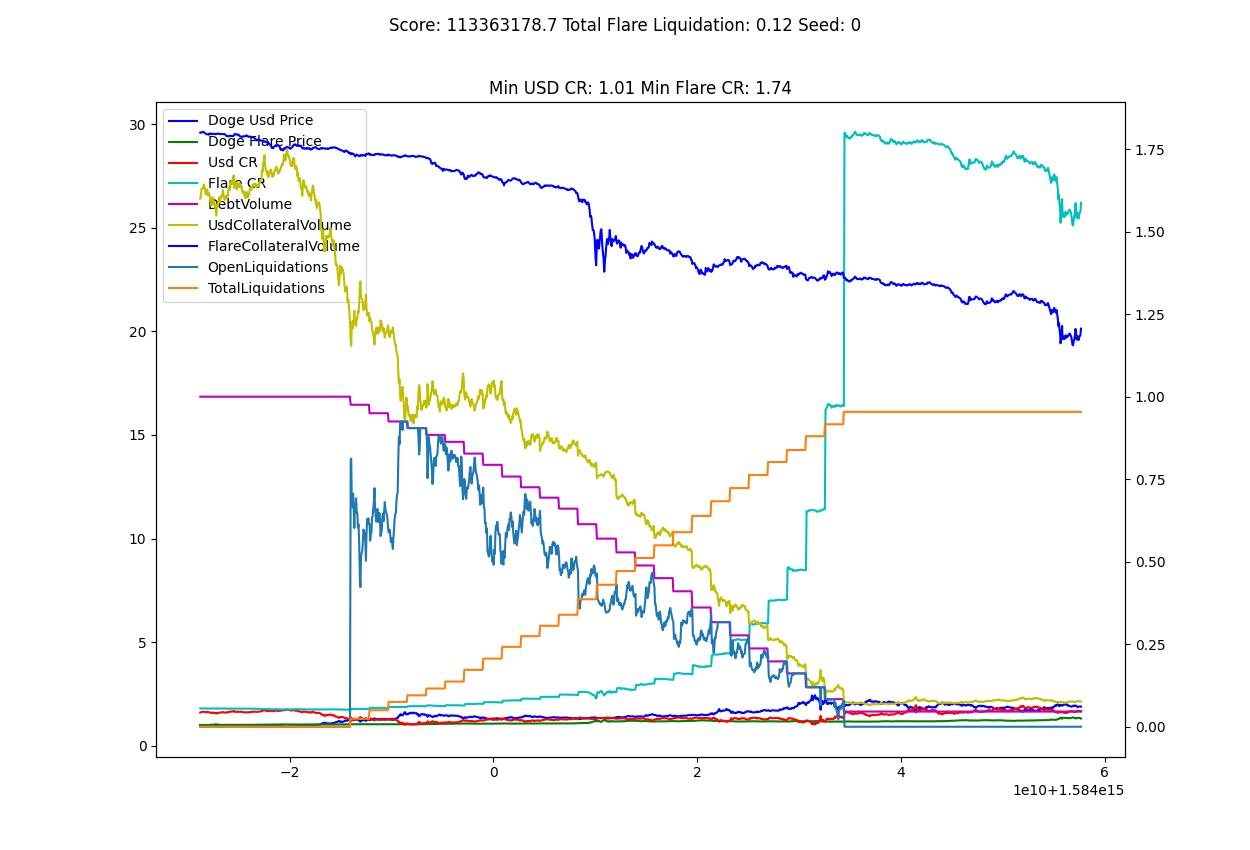 Score: 113363178.7 Total Flare Liquidation: 0.12 Seed: 0
Min USD CR: 1.01 Min Flare CR: 1.74
Doge Usd Price
Doge Flare Price
Usd CR
Flare CR
DebtVolume
UsdCollateralVolume
FlareCollateralVolume
OpenLiquidations
TotalLiquidations
30
25
20
15
10
5
0
1.75
1.50
1.25
1.00
0.75
0.50
0.25
0.00
−2
0
2
4
6
1e10+1.584e15